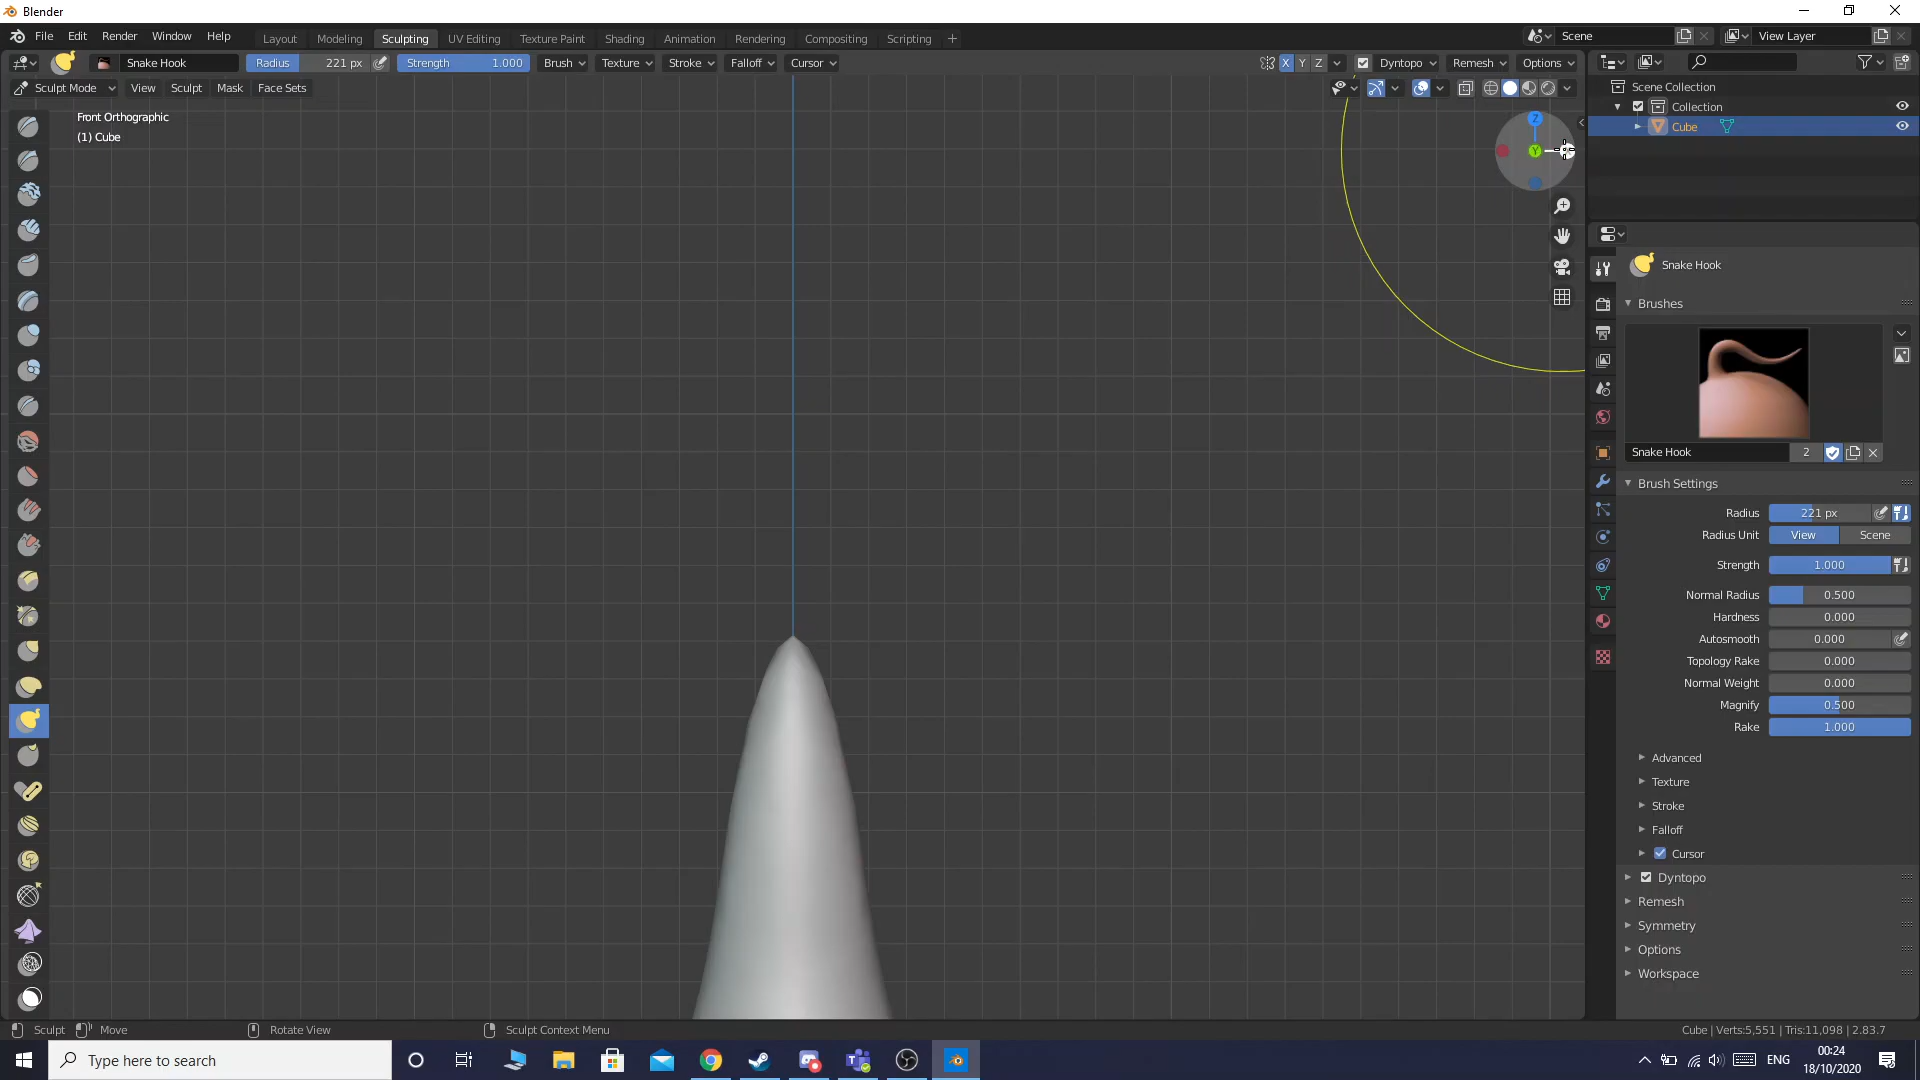 Blender
File Edit Render Window Help
Layout Modeling Sculpting UV Editing Texture Paint Shading Animation Rendering Compositing Scripting +
Scene
View Layer
Snake Hook Radius 221 px Strength 1.000 Brush Texture Stroke Falloff Cursor
X Y Z Dyntopo Remesh Options
Sculpt Mode View Sculpt Mask Face Sets
Front Orthographic
(1) Cube
Z
Y
Scene Collection
Collection
Cube
Snake Hook
Brushes
Snake Hook 2
Brush Settings
Radius 221 px
Radius Unit View Scene
Strength 1.000
Normal Radius 0.500
Hardness 0.000
Autosmooth 0.000
Topology Rake 0.000
Normal Weight 0.000
Magnify 0.500
Rake 1.000
Advanced
Texture
Stroke
Falloff
Cursor
Dyntopo
Remesh
Symmetry
Options
Workspace
Sculpt Move Rotate View Sculpt Context Menu
Cube | Verts:5,551 | Tris:11,098 | 2.83.7
Type here to search
ENG
00:24
18/10/2020